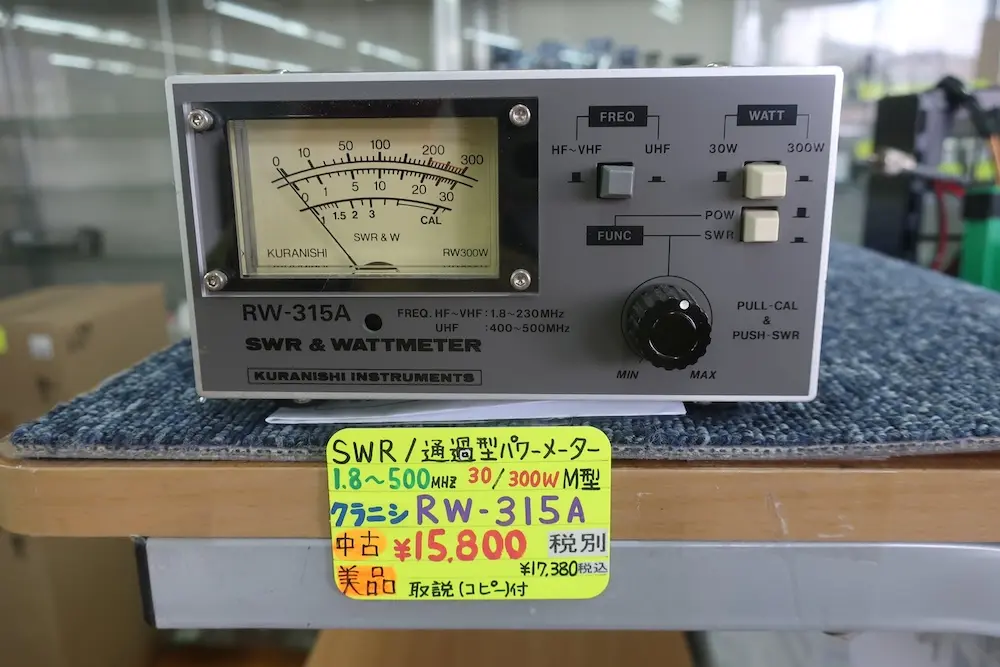 0 10 50 100 200 300
0 1 5 10 20 30
1 1.5 2 3 CAL
SWR & W
KURANISHI RW300W
FREQ
HF~VHF UHF
WATT
30W 300W
POW
FUNC SWR
PULL-CAL
&
PUSH-SWR
MIN MAX
RW-315A
FREQ. HF~VHF:1.8~230MHz
UHF :400~500MHz
SWR & WATTMETER
KURANISHI INSTRUMENTS
SWR/通過型パワーメーター
1.8~500MHZ 30/300W M型
クラニシ RW-315A
中古 ¥15,800 税別
¥17,380税込
美品 取説(コピー)付